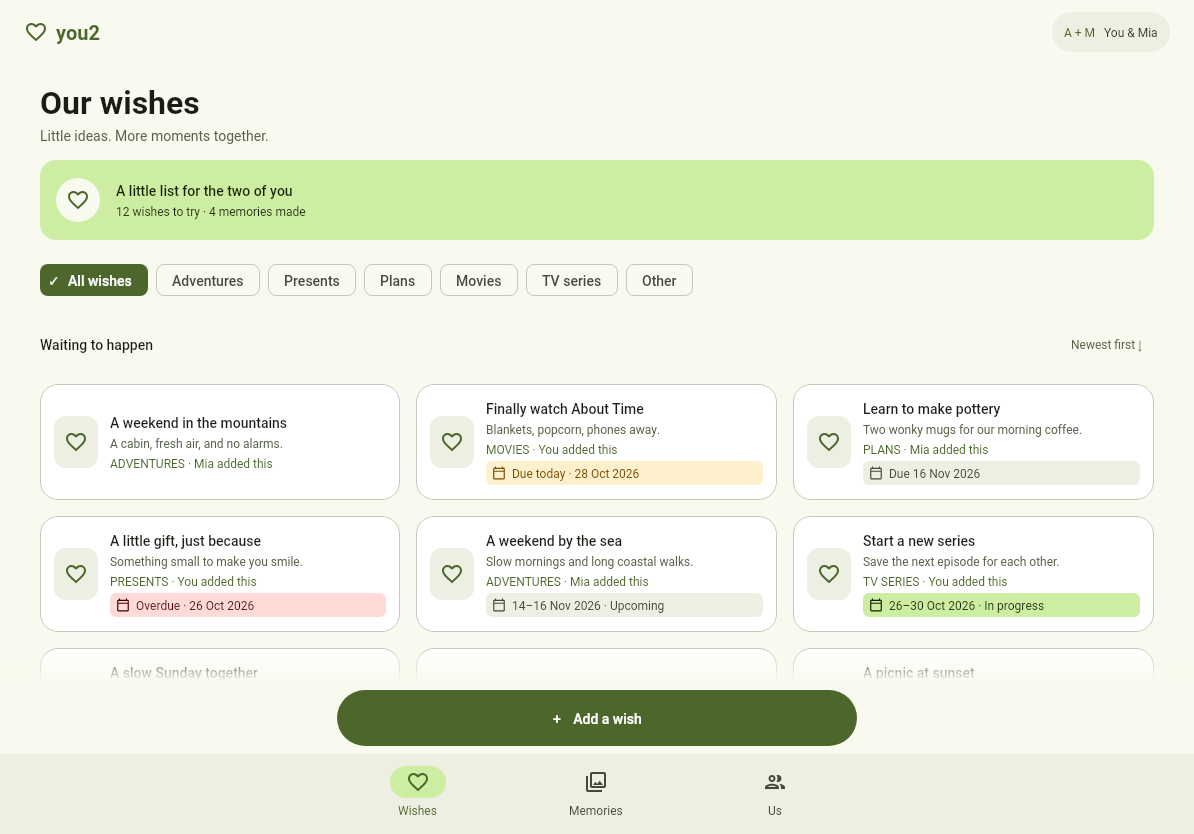 you2
A + M You & Mia
Our wishes
Little ideas. More moments together.
A little list for the two of you
12 wishes to try · 4 memories made
✓ All wishes
Adventures
Presents
Plans
Movies
TV series
Other
Waiting to happen
Newest first ↓
A weekend in the mountains
A cabin, fresh air, and no alarms.
ADVENTURES · Mia added this
Finally watch About Time
Blankets, popcorn, phones away.
MOVIES · You added this
Due today · 28 Oct 2026
Learn to make pottery
Two wonky mugs for our morning coffee.
PLANS · Mia added this
Due 16 Nov 2026
A little gift, just because
Something small to make you smile.
PRESENTS · You added this
Overdue · 26 Oct 2026
A weekend by the sea
Slow mornings and long coastal walks.
ADVENTURES · Mia added this
14–16 Nov 2026 · Upcoming
Start a new series
Save the next episode for each other.
TV SERIES · You added this
26–30 Oct 2026 · In progress
A slow Sunday together
A picnic at sunset
+ Add a wish
Wishes
Memories
Us